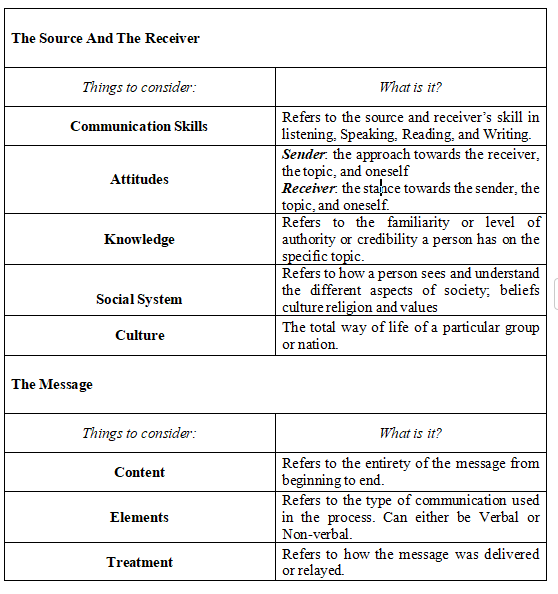 The Source And The Receiver
Things to consider:
What is it?
Communication Skills
Refers to the source and receiver's skill in
listening, Speaking, Reading, and Writing.
Attitudes
Sender: the approach towards the receiver,
the topic, and oneself
Receiver: the stance towards the sender, the
topic, and oneself.
Knowledge
Refers to the familiarity or level of
authority or credibility a person has on the
specific topic.
Social System
Refers to how a person sees and understand
the different aspects of society; beliefs
culture religion and values
Culture
The total way of life of a particular group
or nation.
The Message
Things to consider:
What is it?
Content
Refers to the entirety of the message from
beginning to end.
Elements
Refers to the type of communication used
in the process. Can either be Verbal or
Non-verbal.
Treatment
Refers to how the message was delivered
or relayed.